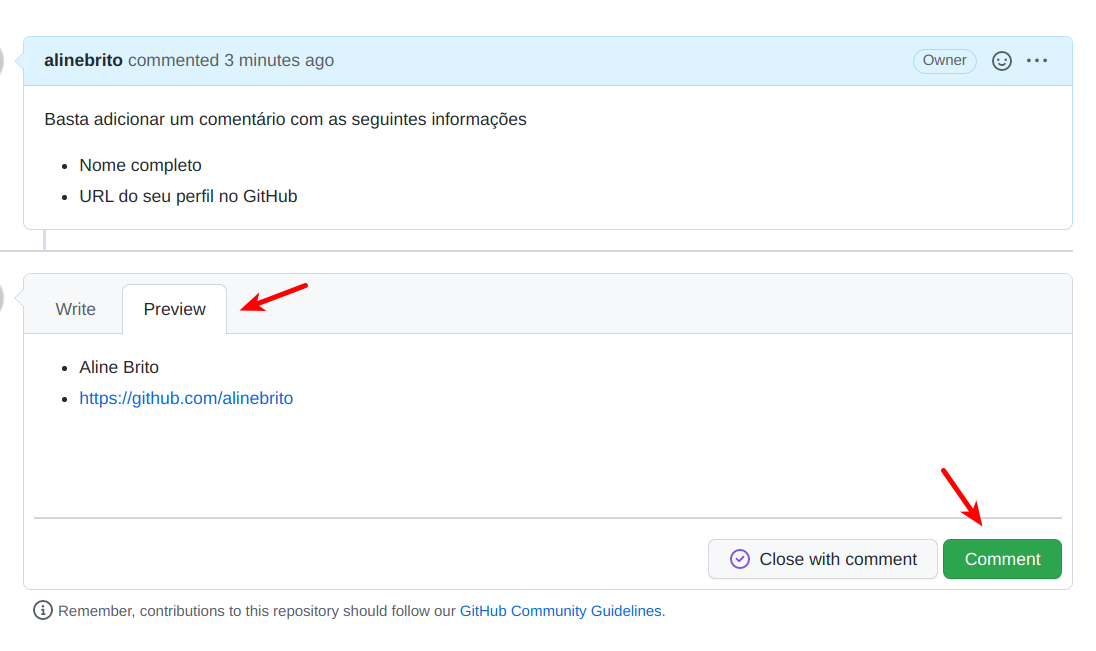 alinebrito commented 3 minutes ago Owner
Basta adicionar um comentário com as seguintes informações
Nome completo
URL do seu perfil no GitHub
Write Preview
Aline Brito
https://github.com/alinebrito
Close with comment Comment
Remember, contributions to this repository should follow our GitHub Community Guidelines.